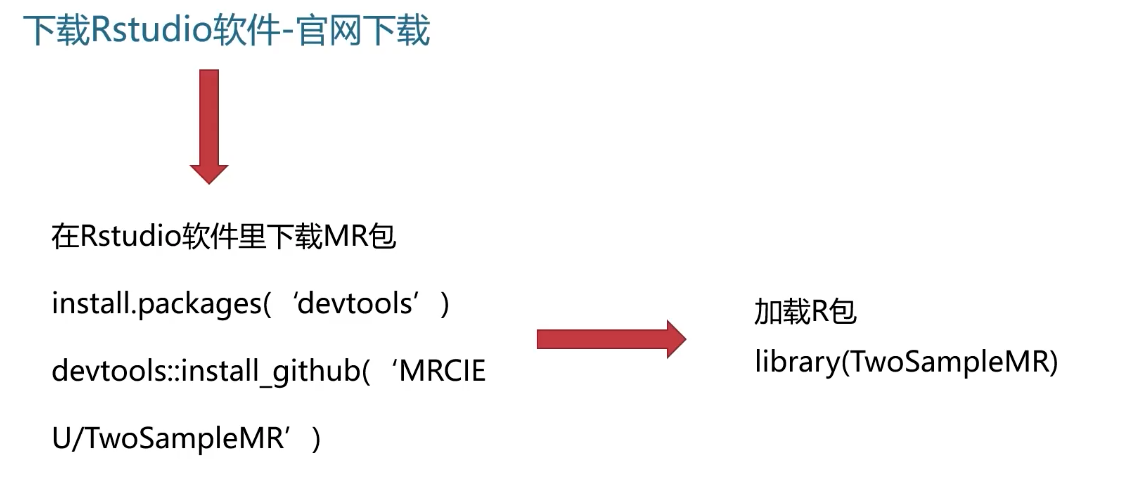 下载Rstudio软件-官网下载
在Rstudio软件里下载MR包
install.packages(‘devtools’)
devtools::install_github(‘MRCIE
U/TwoSampleMR’)
加载R包
library(TwoSampleMR)